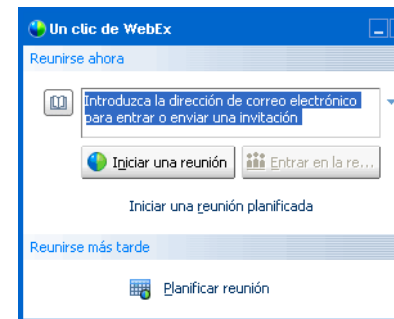 Un clic de WebEx
Reunirse ahora
Introduzca la dirección de correo electrónico
para entrar o enviar una invitación
Iniciar una reunión
Entrar en la re...
Iniciar una reunión planificada
Reunirse más tarde
Planificar reunión